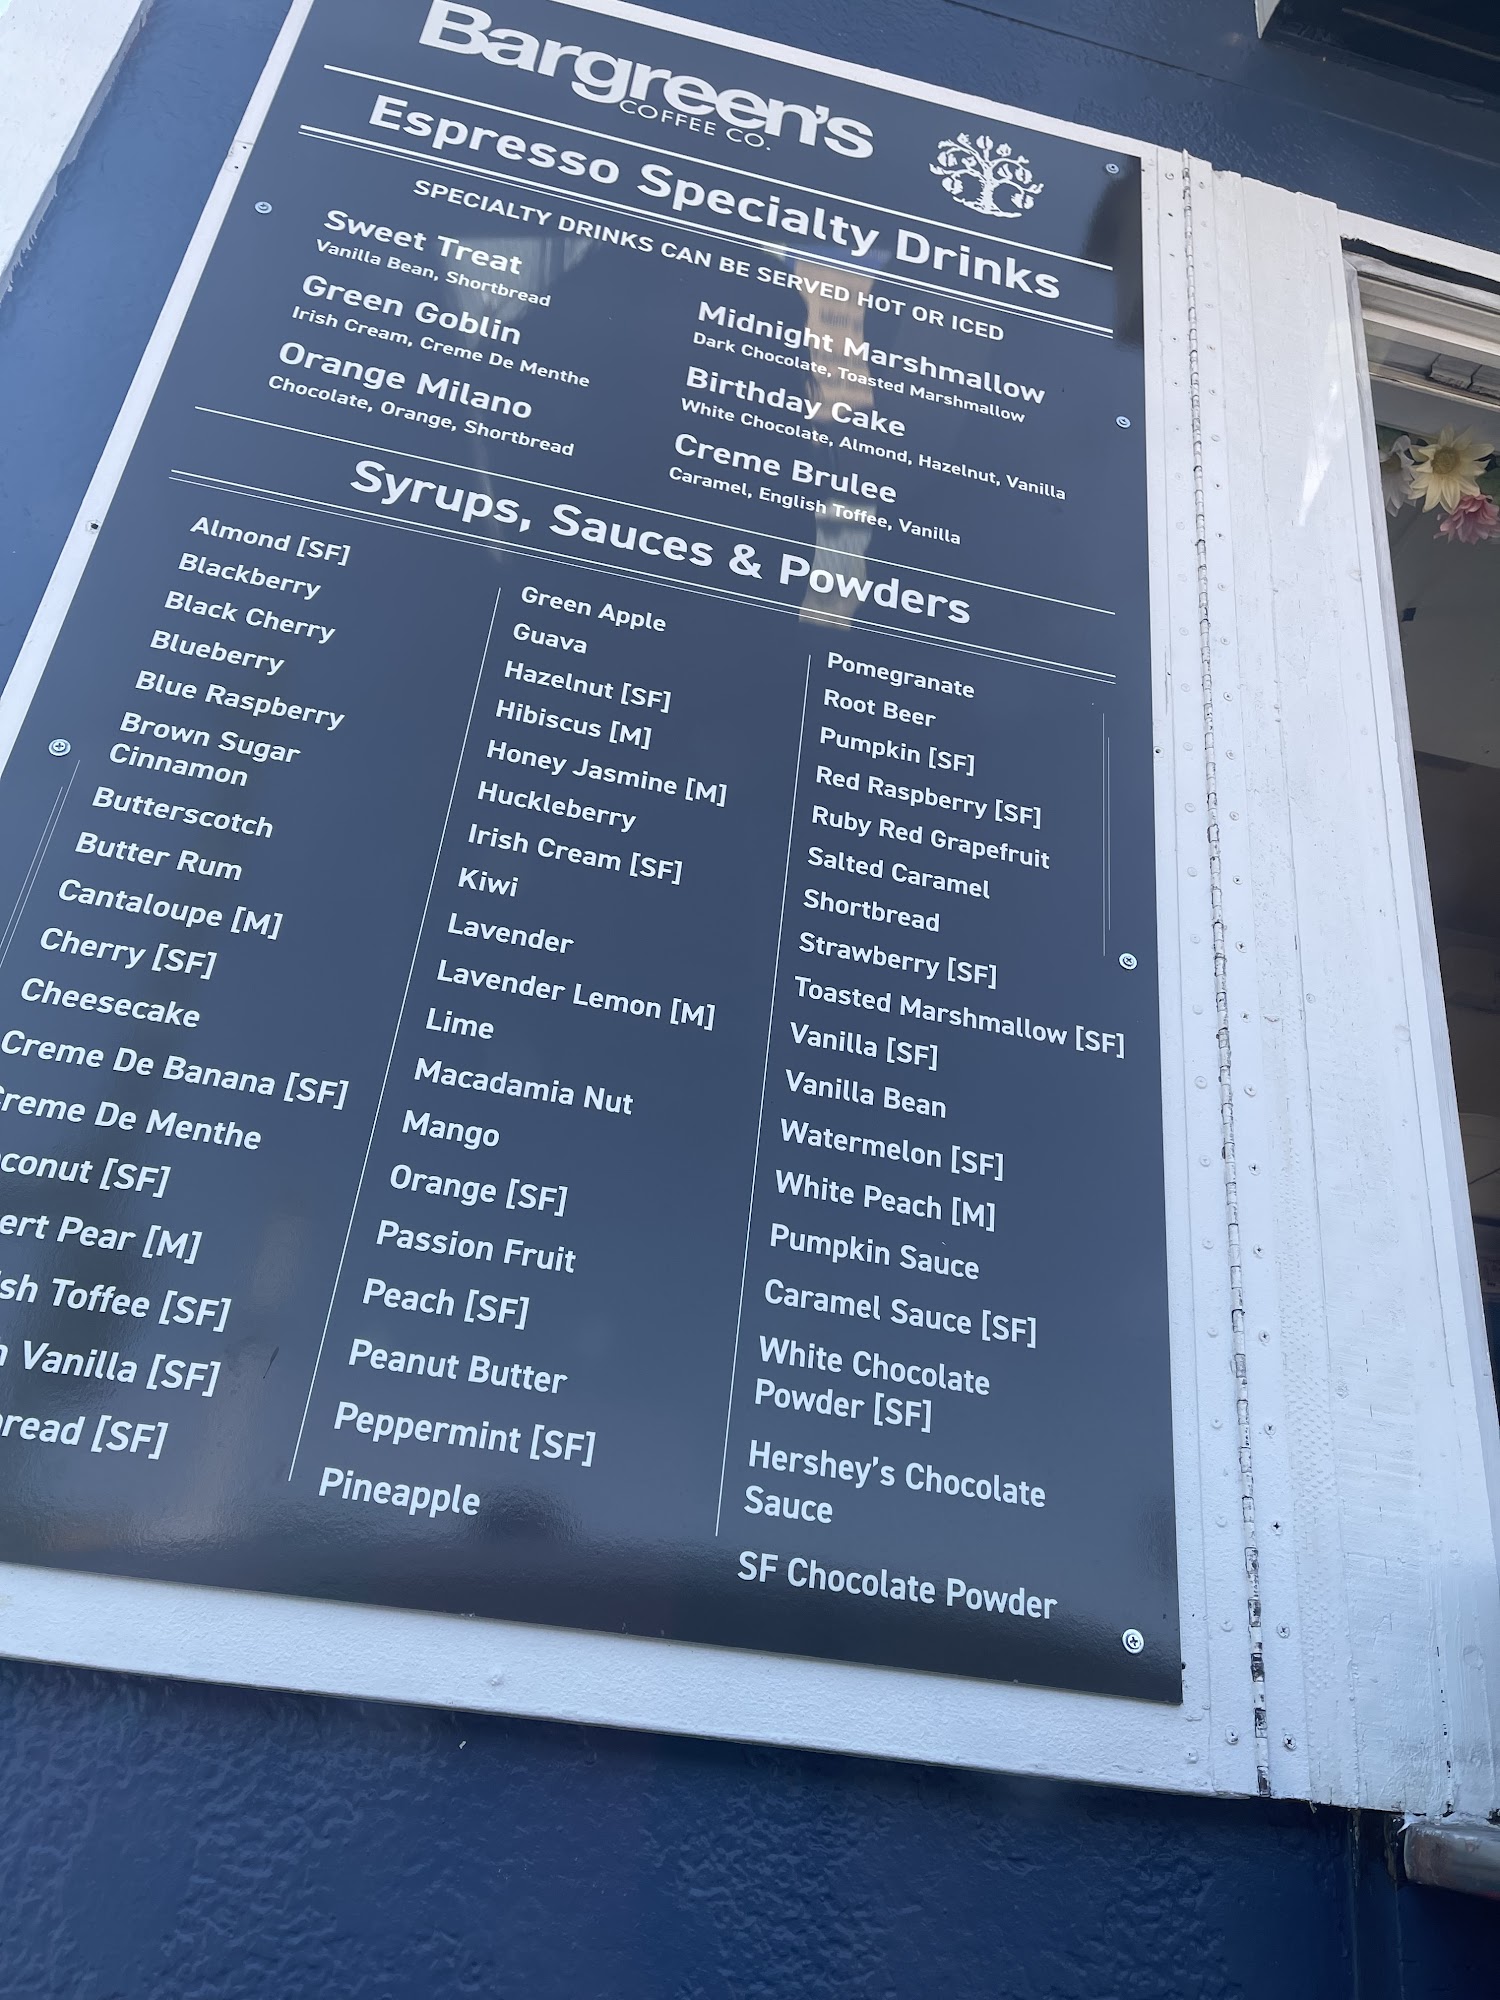 Bargreen's
COFFEE CO.
Espresso Specialty Drinks
SPECIALTY DRINKS CAN BE SERVED HOT OR ICED
Sweet Treat
Vanilla Bean, Shortbread
Green Goblin
Irish Cream, Creme De Menthe
Orange Milano
Chocolate, Orange, Shortbread
Midnight Marshmallow
Dark Chocolate, Toasted Marshmallow
Birthday Cake
White Chocolate, Almond, Hazelnut, Vanilla
Creme Brulee
Caramel, English Toffee, Vanilla
Syrups, Sauces & Powders
Almond [SF]
Blackberry
Black Cherry
Blueberry
Blue Raspberry
Brown Sugar
Cinnamon
Butterscotch
Butter Rum
Cantaloupe [M]
Cherry [SF]
Cheesecake
Creme De Banana [SF]
reme De Menthe
conut [SF]
ert Pear [M]
ish Toffee [SF]
Vanilla [SF]
read [SF]
Green Apple
Guava
Hazelnut [SF]
Hibiscus [M]
Honey Jasmine [M]
Huckleberry
Irish Cream [SF]
Kiwi
Lavender
Lavender Lemon [M]
Lime
Macadamia Nut
Mango
Orange [SF]
Passion Fruit
Peach [SF]
Peanut Butter
Peppermint [SF]
Pineapple
Pomegranate
Root Beer
Pumpkin [SF]
Red Raspberry [SF]
Ruby Red Grapefruit
Salted Caramel
Shortbread
Strawberry [SF]
Toasted Marshmallow [SF]
Vanilla [SF]
Vanilla Bean
Watermelon [SF]
White Peach [M]
Pumpkin Sauce
Caramel Sauce [SF]
White Chocolate
Powder [SF]
Hershey's Chocolate
Sauce
SF Chocolate Powder